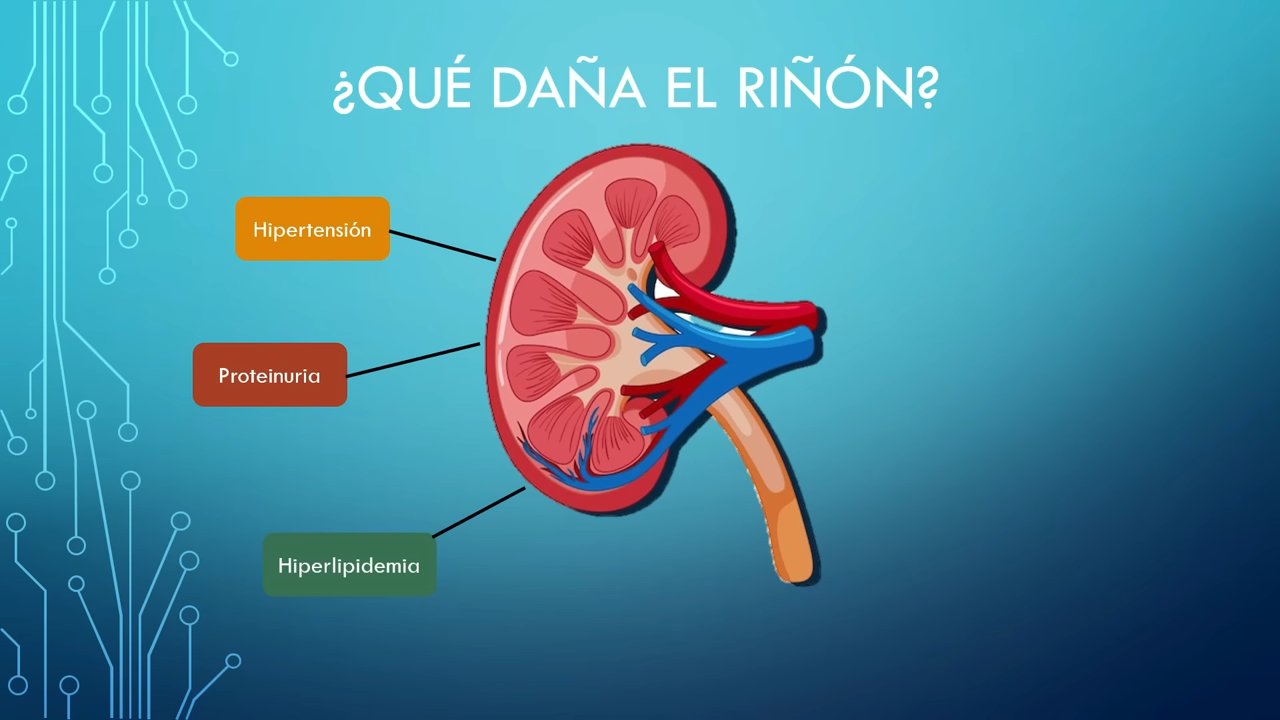 ¿QUÉ DAÑA EL RIÑÓN?
Hipertensión
Proteinuria
Hiperlipidemia